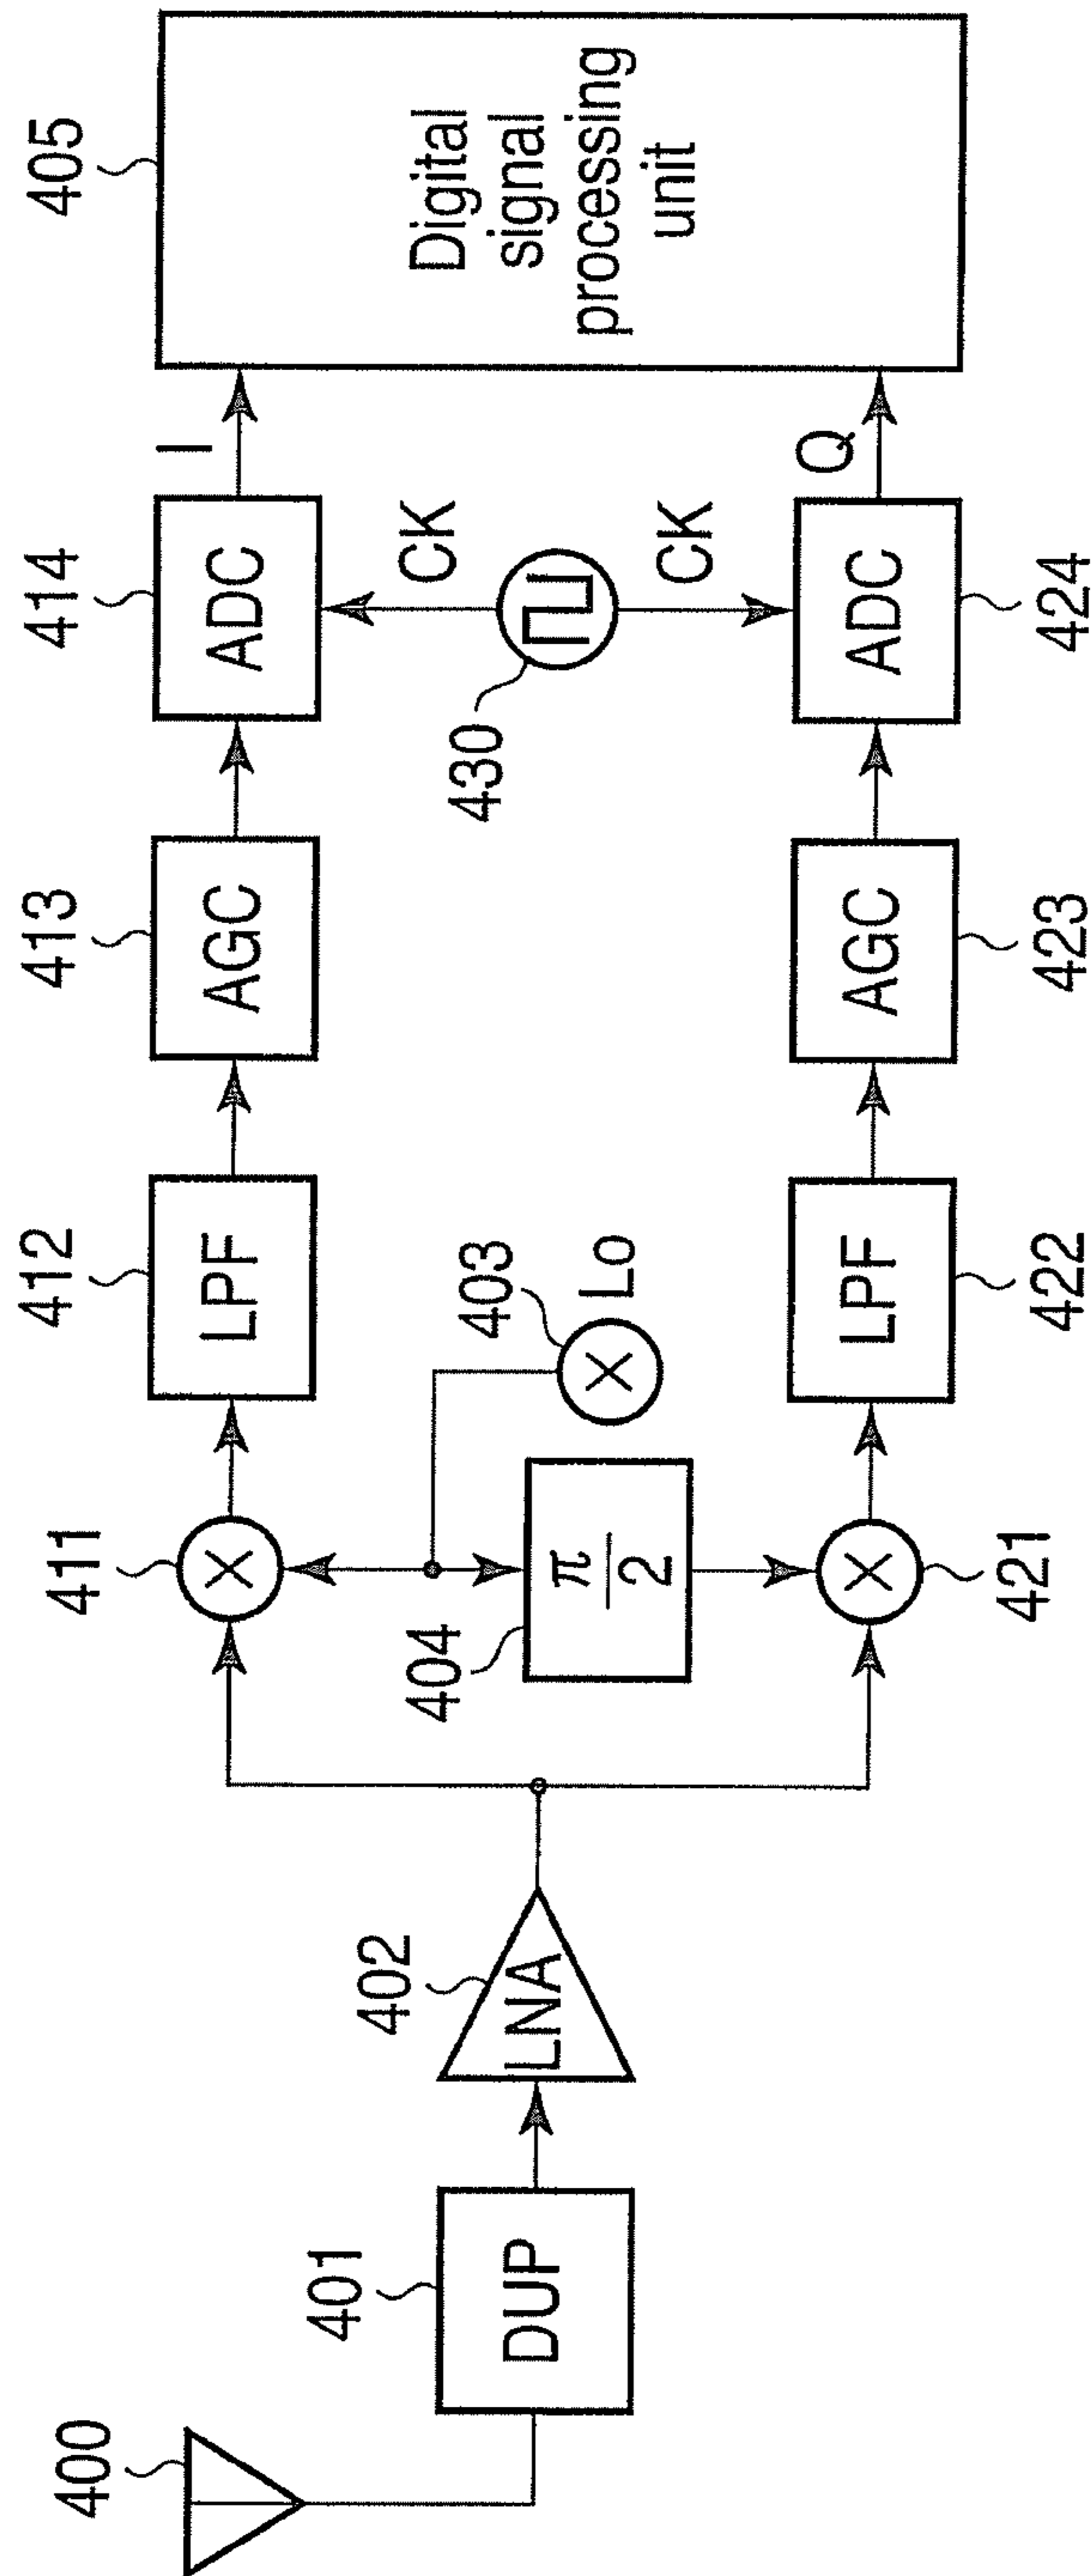 400
401
DUP
402
LNA
411
412
LPF
413
AGC
414
ADC
I
405
Digital
signal
processing
unit
404
π
2
403
Lo
430
CK
CK
421
422
LPF
423
AGC
424
ADC
Q